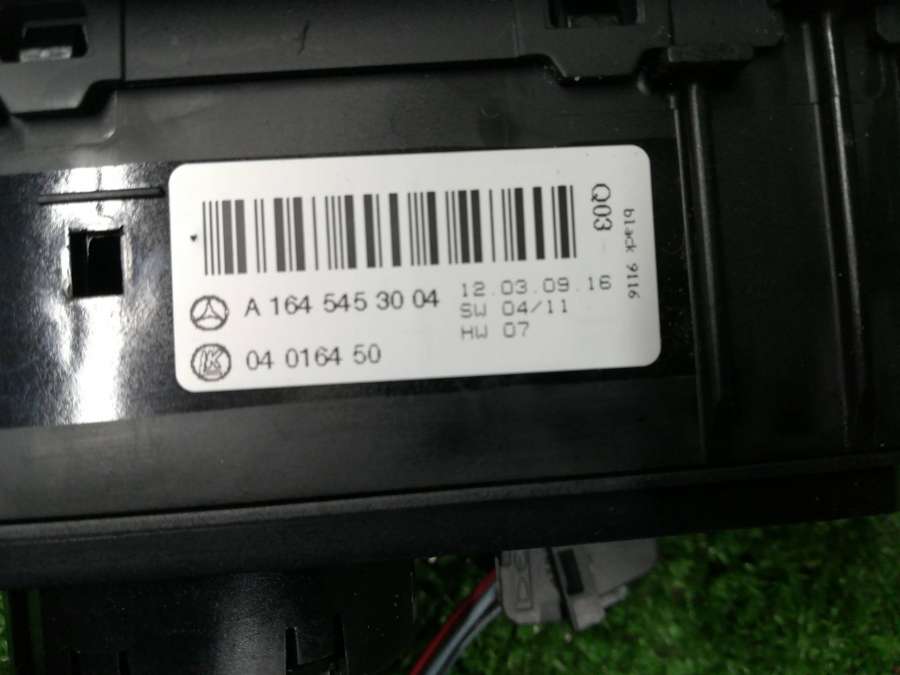 A 164 545 30 04
04 0164 50
12.03.09.16
SW 04/11
HW 07
Q03
black 9116